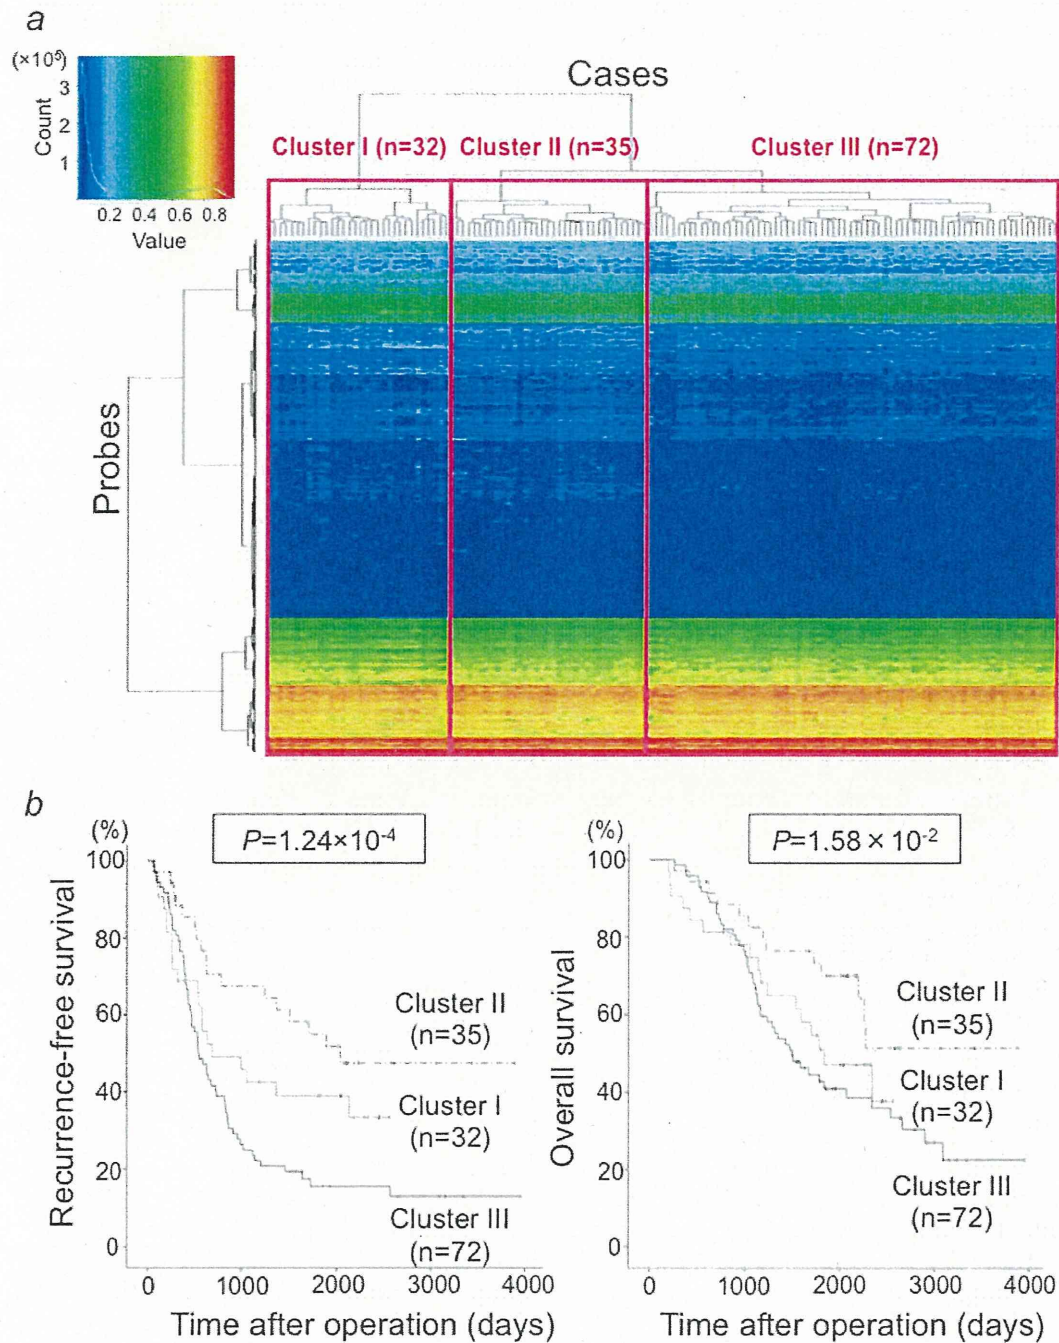 a
(×10⁵)
3
2
1
Count
0.2 0.4 0.6 0.8
Value
Cases
Cluster I (n=32) Cluster II (n=35) Cluster III (n=72)
Probes
b
(%)
P=1.24×10⁻⁴
100
80
60
40
20
0
Recurrence-free survival
Cluster II
(n=35)
Cluster I
(n=32)
Cluster III
(n=72)
0 1000 2000 3000 4000
Time after operation (days)
(%)
P=1.58 × 10⁻²
100
80
60
40
20
0
Overall survival
Cluster II
(n=35)
Cluster I
(n=32)
Cluster III
(n=72)
0 1000 2000 3000 4000
Time after operation (days)